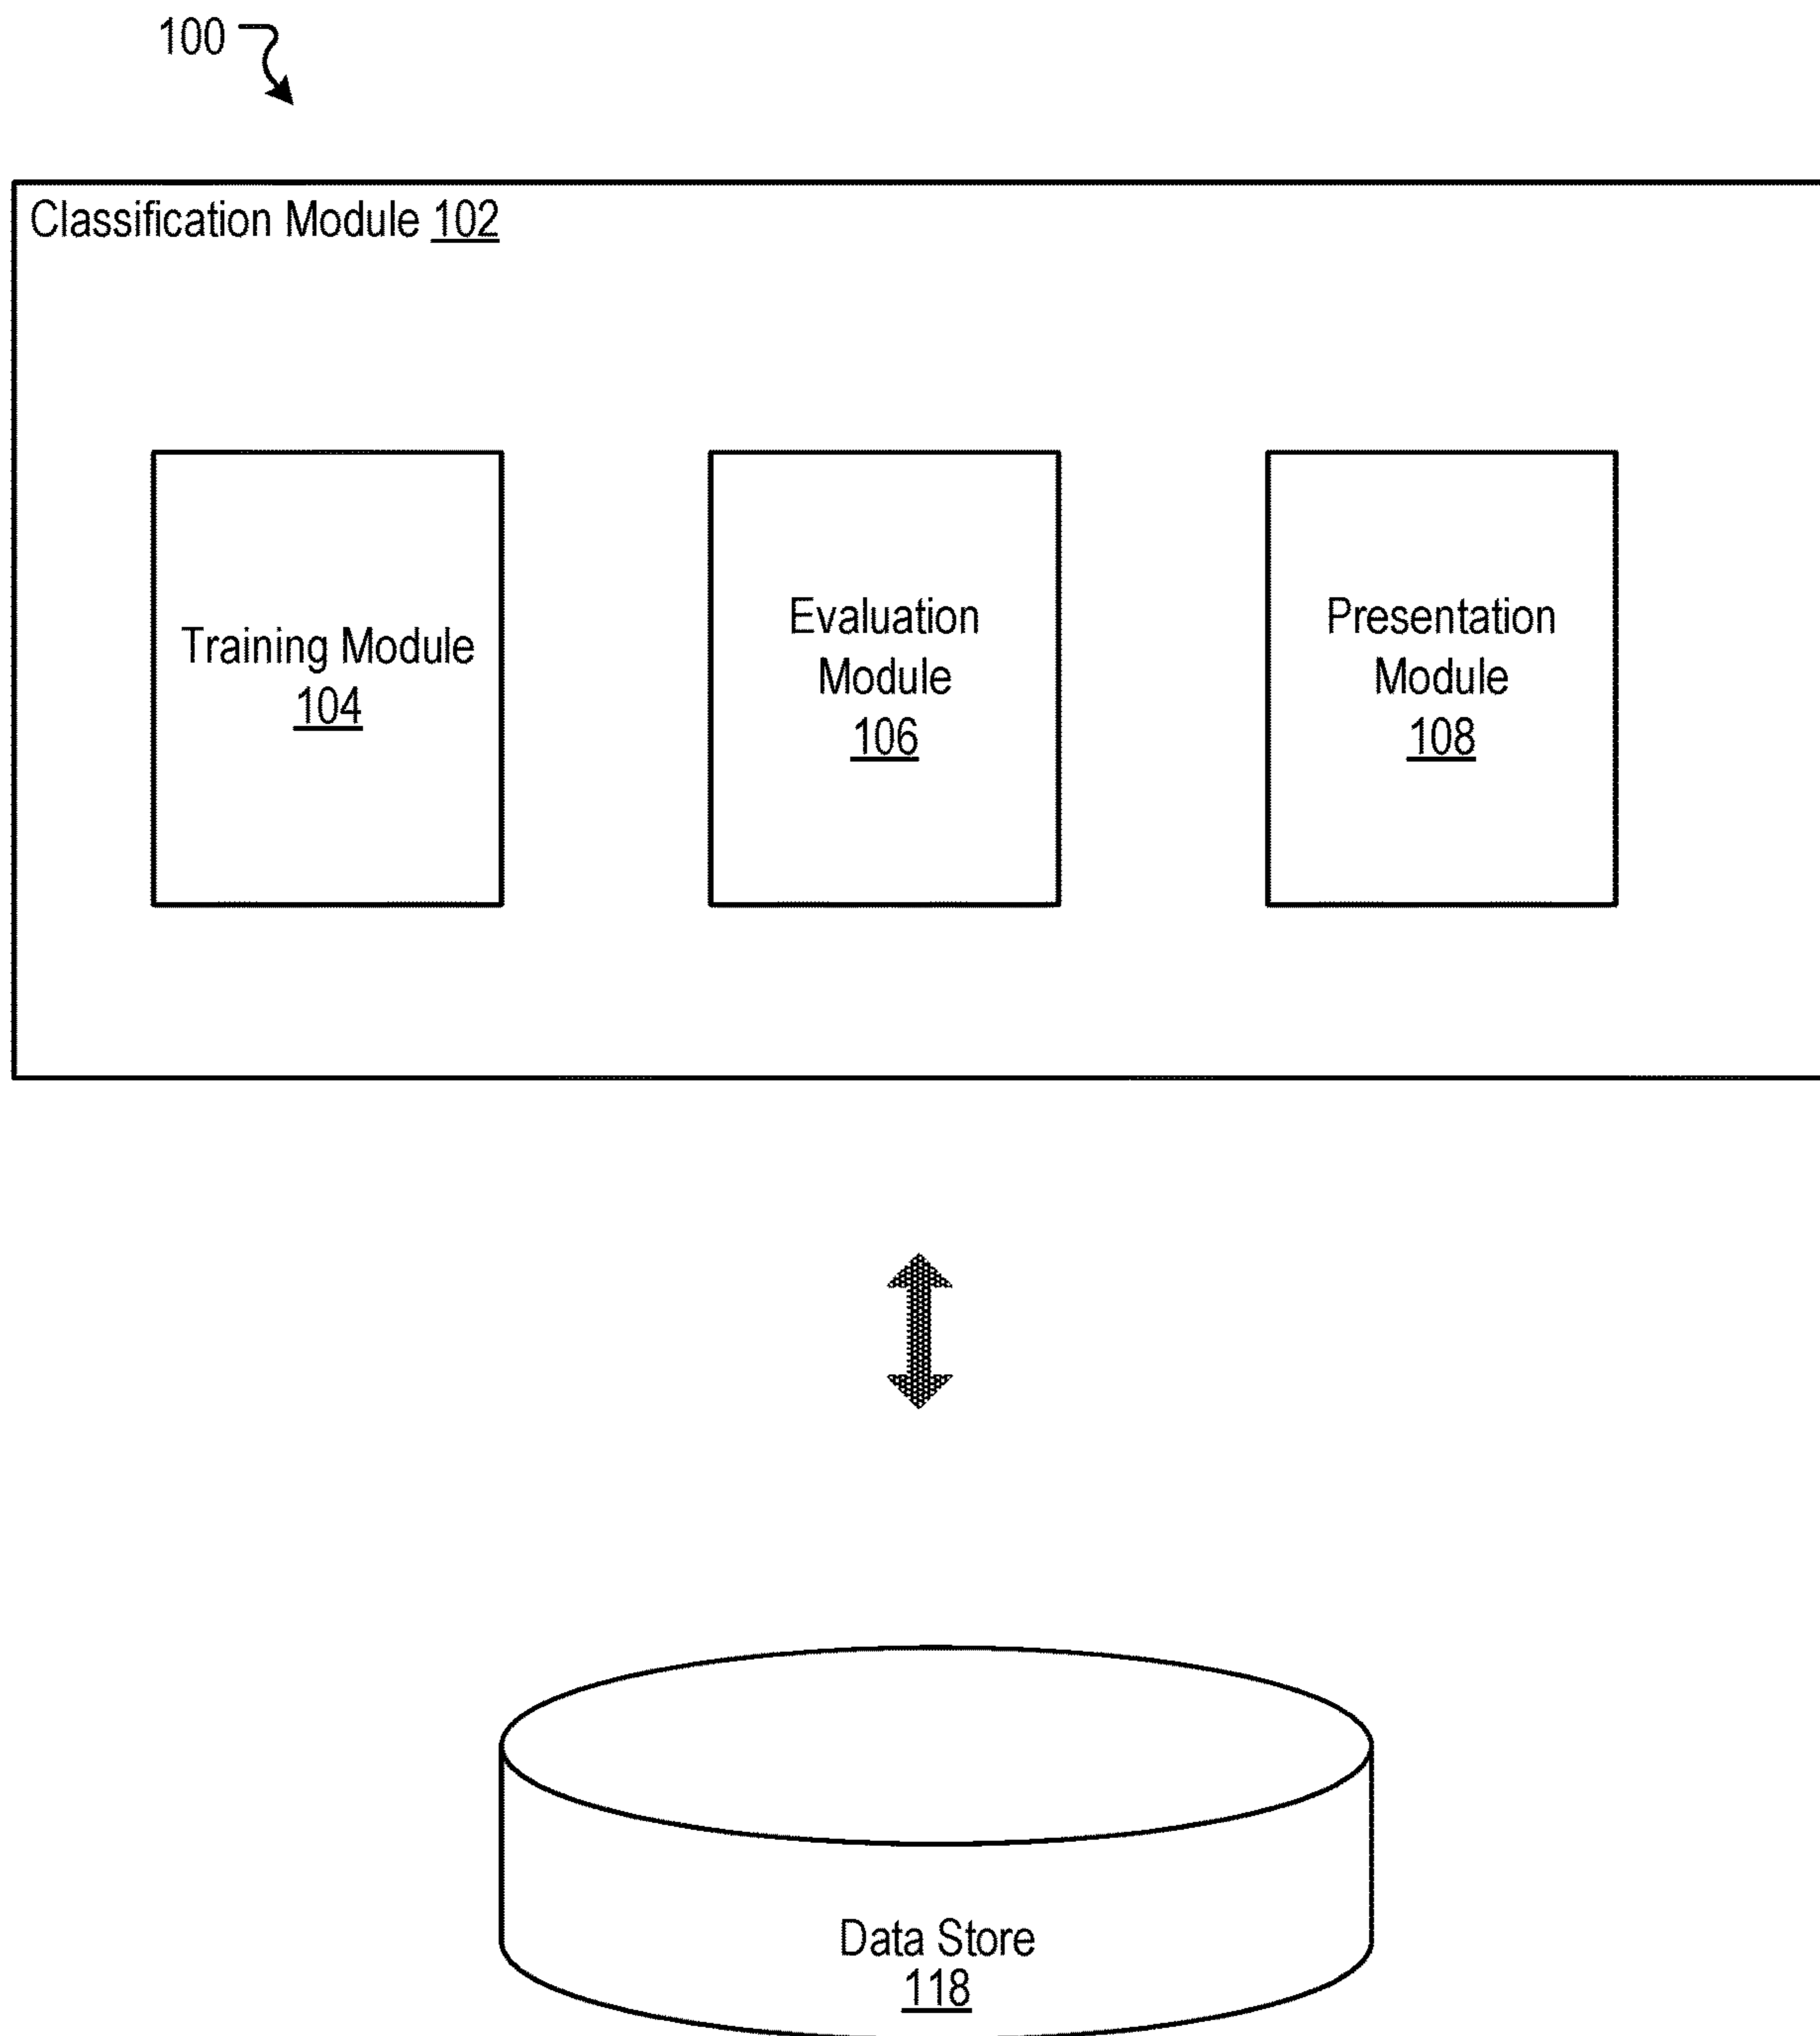 100
Classification Module 102
Training Module
104
Evaluation
Module
106
Presentation
Module
108
Data Store
118